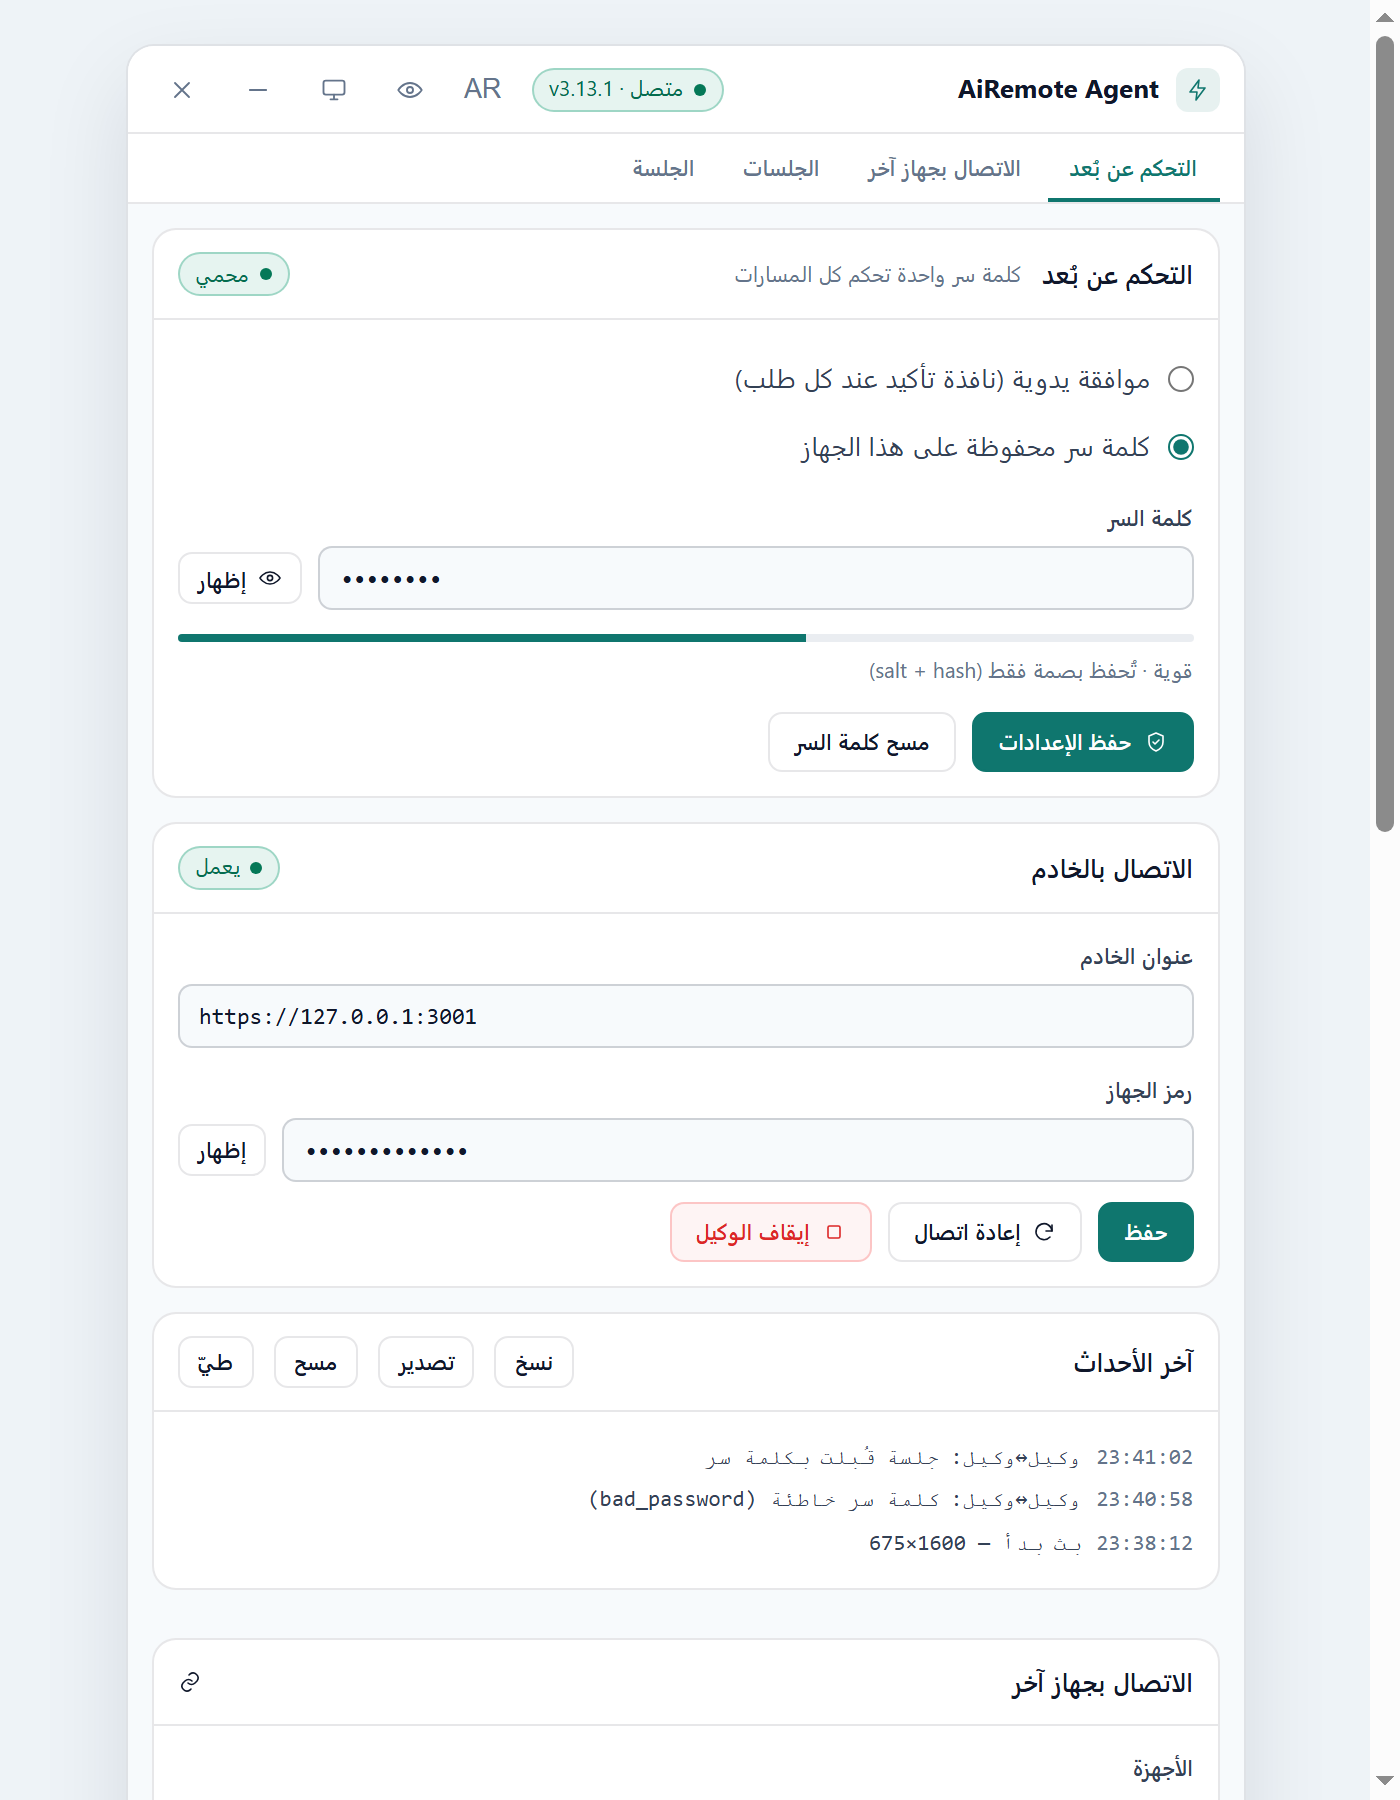 AiRemote Agent
متصل · v3.13.1
AR
التحكم عن بُعد
الاتصال بجهاز آخر
الجلسات
الجلسة
التحكم عن بُعد
كلمة سر واحدة تحكم كل المسارات
محمي
موافقة يدوية (نافذة تأكيد عند كل طلب)
كلمة سر محفوظة على هذا الجهاز
كلمة السر
••••••••
إظهار
قوية · تُحفظ بصمة فقط (salt + hash)
حفظ الإعدادات
مسح كلمة السر
الاتصال بالخادم
يعمل
عنوان الخادم
https://127.0.0.1:3001
رمز الجهاز
•••••••••••••
إظهار
حفظ
إعادة اتصال
إيقاف الوكيل
آخر الأحداث
نسخ
تصدير
مسح
طيّ
23:41:02 وكيل↔وكيل: جلسة قُبلت بكلمة سر
23:40:58 وكيل↔وكيل: كلمة سر خاطئة (bad_password)
23:38:12 بث بدأ — 1600×675
الاتصال بجهاز آخر
الأجهزة